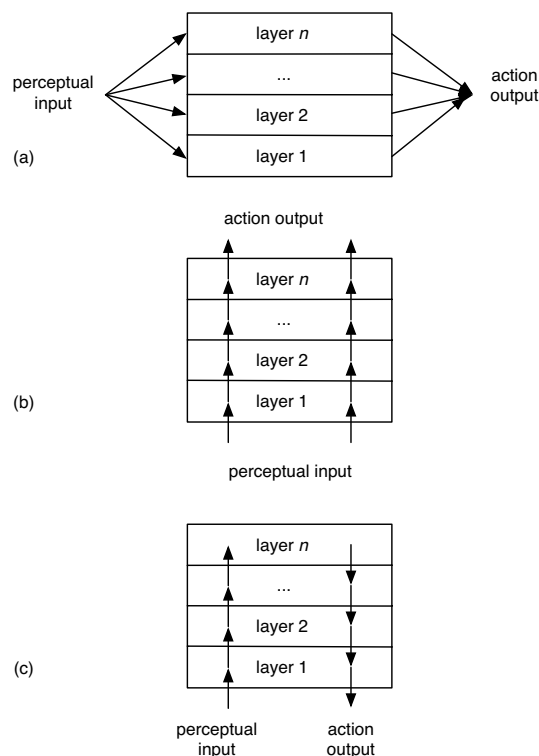 layer n
...
layer 2
layer 1
perceptual
input
action
output
(a)
action output
layer n
...
layer 2
layer 1
(b)
perceptual input
layer n
...
layer 2
layer 1
(c)
perceptual
input
action
output